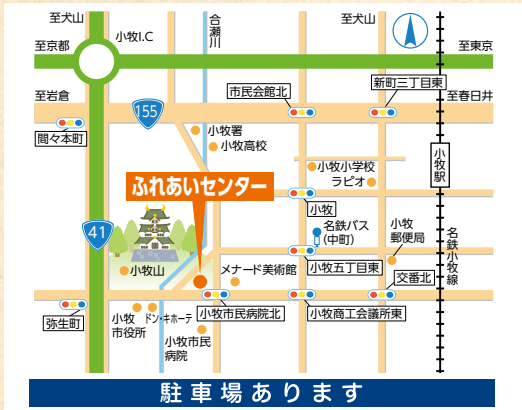 至犬山
至犬山
合瀬川
小牧I.C
至京都
至東京
新町三丁目東
市民会館北
至岩倉
155
至春日井
間々本町
小牧署
小牧高校
小牧駅
小牧小学校
ラピオ
ふれあいセンター
小牧
41
名鉄バス
(中町)
小牧
郵便局
名鉄小牧線
小牧山
メナード美術館
小牧五丁目東
交番北
弥生町
小牧
市役所
ドン・キホーテ
小牧市民病院北
小牧商工会議所東
小牧市民
病院
駐車場あります